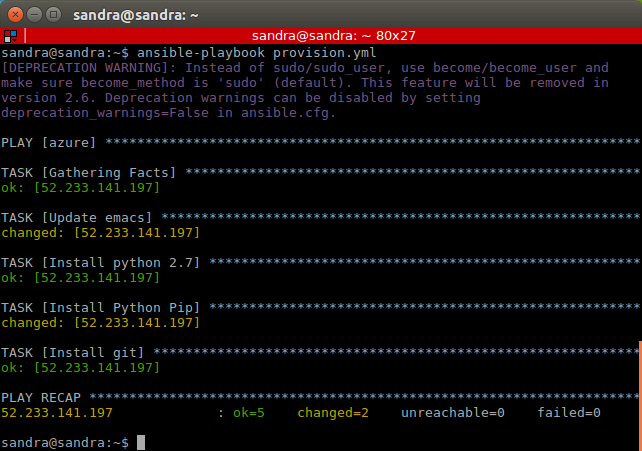 sandra@sandra: ~
sandra@sandra: ~ 80x27
sandra@sandra:~$ ansible-playbook provision.yml
[DEPRECATION WARNING]: Instead of sudo/sudo_user, use become/become_user and
make sure become_method is 'sudo' (default). This feature will be removed in
version 2.6. Deprecation warnings can be disabled by setting
deprecation_warnings=False in ansible.cfg.
PLAY [azure] *******************************************************************
TASK [Gathering Facts] *********************************************************
ok: [52.233.141.197]
TASK [Update emacs] ************************************************************
changed: [52.233.141.197]
TASK [Install python 2.7] ******************************************************
ok: [52.233.141.197]
TASK [Install Python Pip] ******************************************************
changed: [52.233.141.197]
TASK [Install git] *************************************************************
ok: [52.233.141.197]
PLAY RECAP *********************************************************************
52.233.141.197             : ok=5    changed=2    unreachable=0    failed=0
sandra@sandra:~$